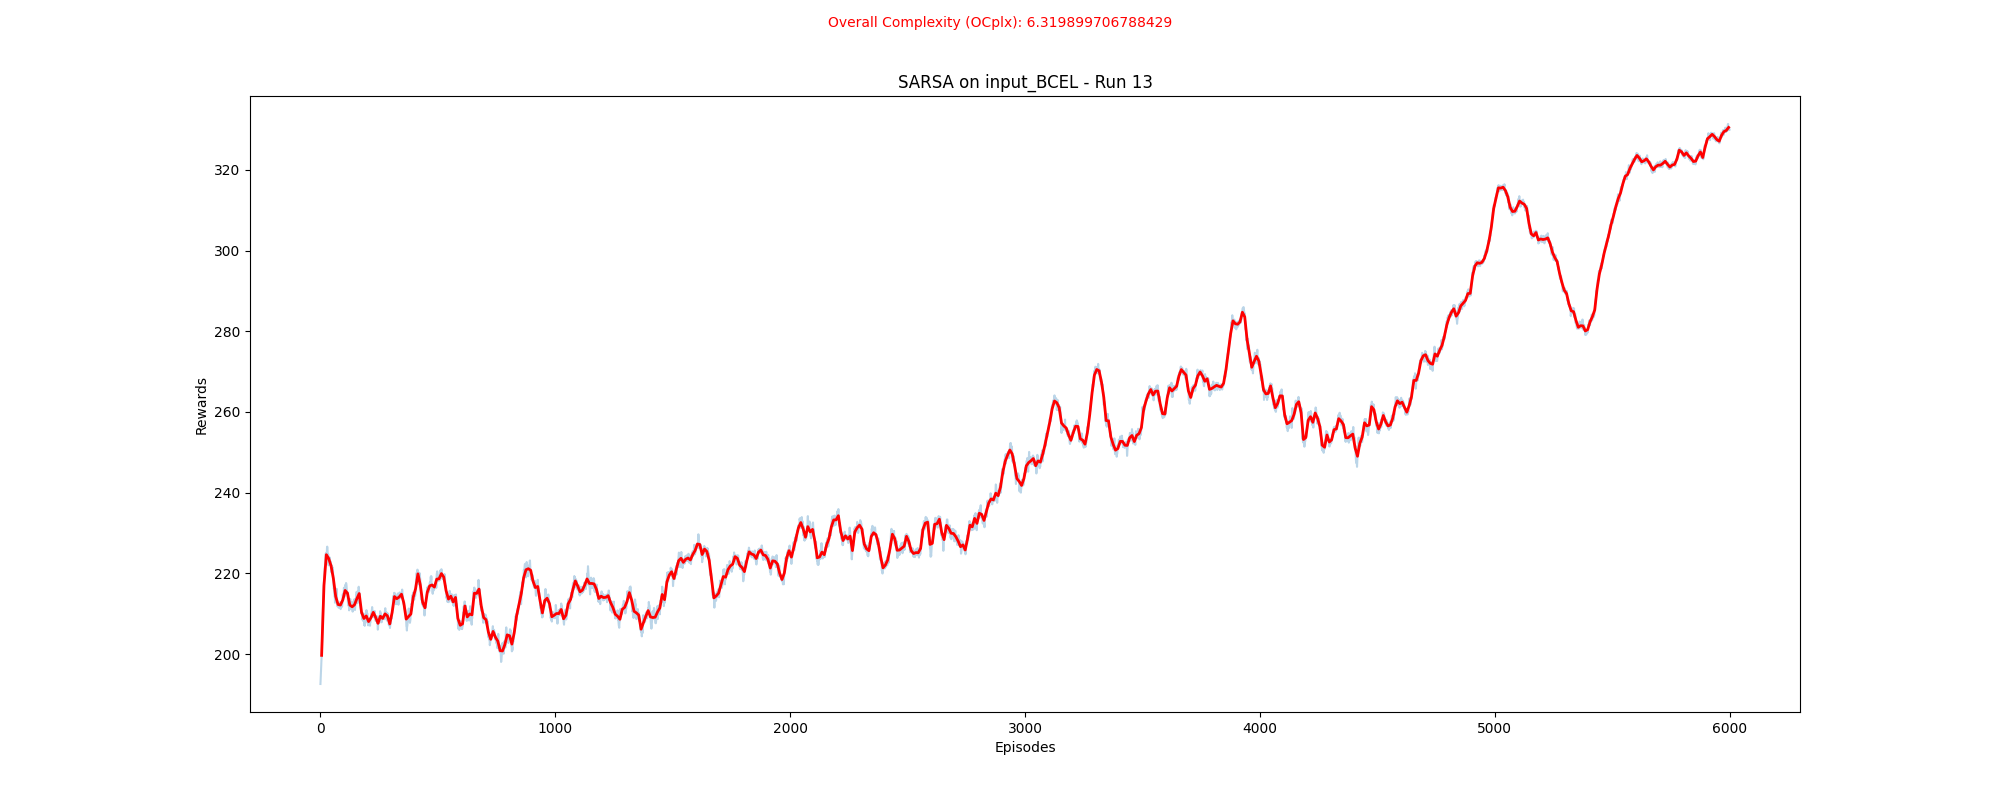 Overall Complexity (OCplx): 6.319899706788429
SARSA on input_BCEL - Run 13
Rewards
320
300
280
260
240
220
200
0 1000 2000 3000 4000 5000 6000
Episodes